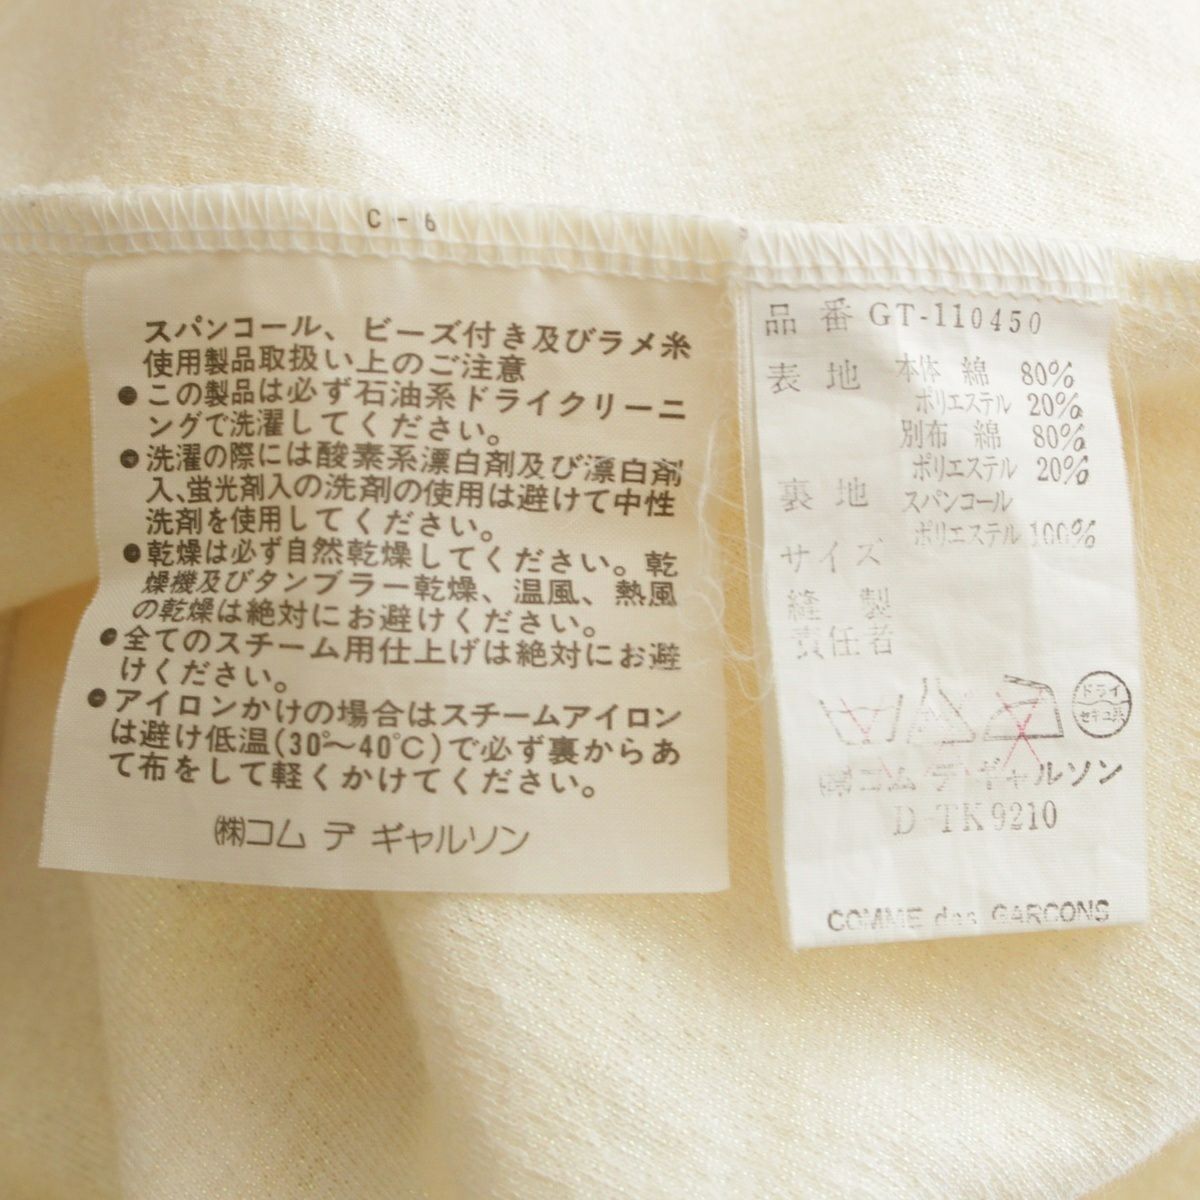 C-6
スパンコール、ビーズ付き及びラメ糸
使用製品取扱い上のご注意
●この製品は必ず石油系ドライクリーニ
ングで洗濯してください。
●洗濯の際には酸素系漂白剤及び漂白剤
入、蛍光剤入の洗剤の使用は避けて中性
洗剤を使用してください。
●乾燥は必ず自然乾燥してください。乾
燥機及びタンブラー乾燥、温風、熱風
の乾燥は絶対にお避けください。
●全てのスチーム用仕上げは絶対にお避
けください。
●アイロンかけの場合はスチームアイロン
は避け低温(30°〜40℃)で必ず裏からあ
て布をして軽くかけてください。
㈱コム デ ギャルソン
品番 GT-110450
表地 本体 綿 80%
ポリエステル 20%
別布 綿 80%
ポリエステル 20%
裏地 スパンコール
ポリエステル 100%
サイズ
縫製
責任者
ドライ
セキユ系
㈱コム デ ギャルソン
D-TK9210
COMME des GARCONS